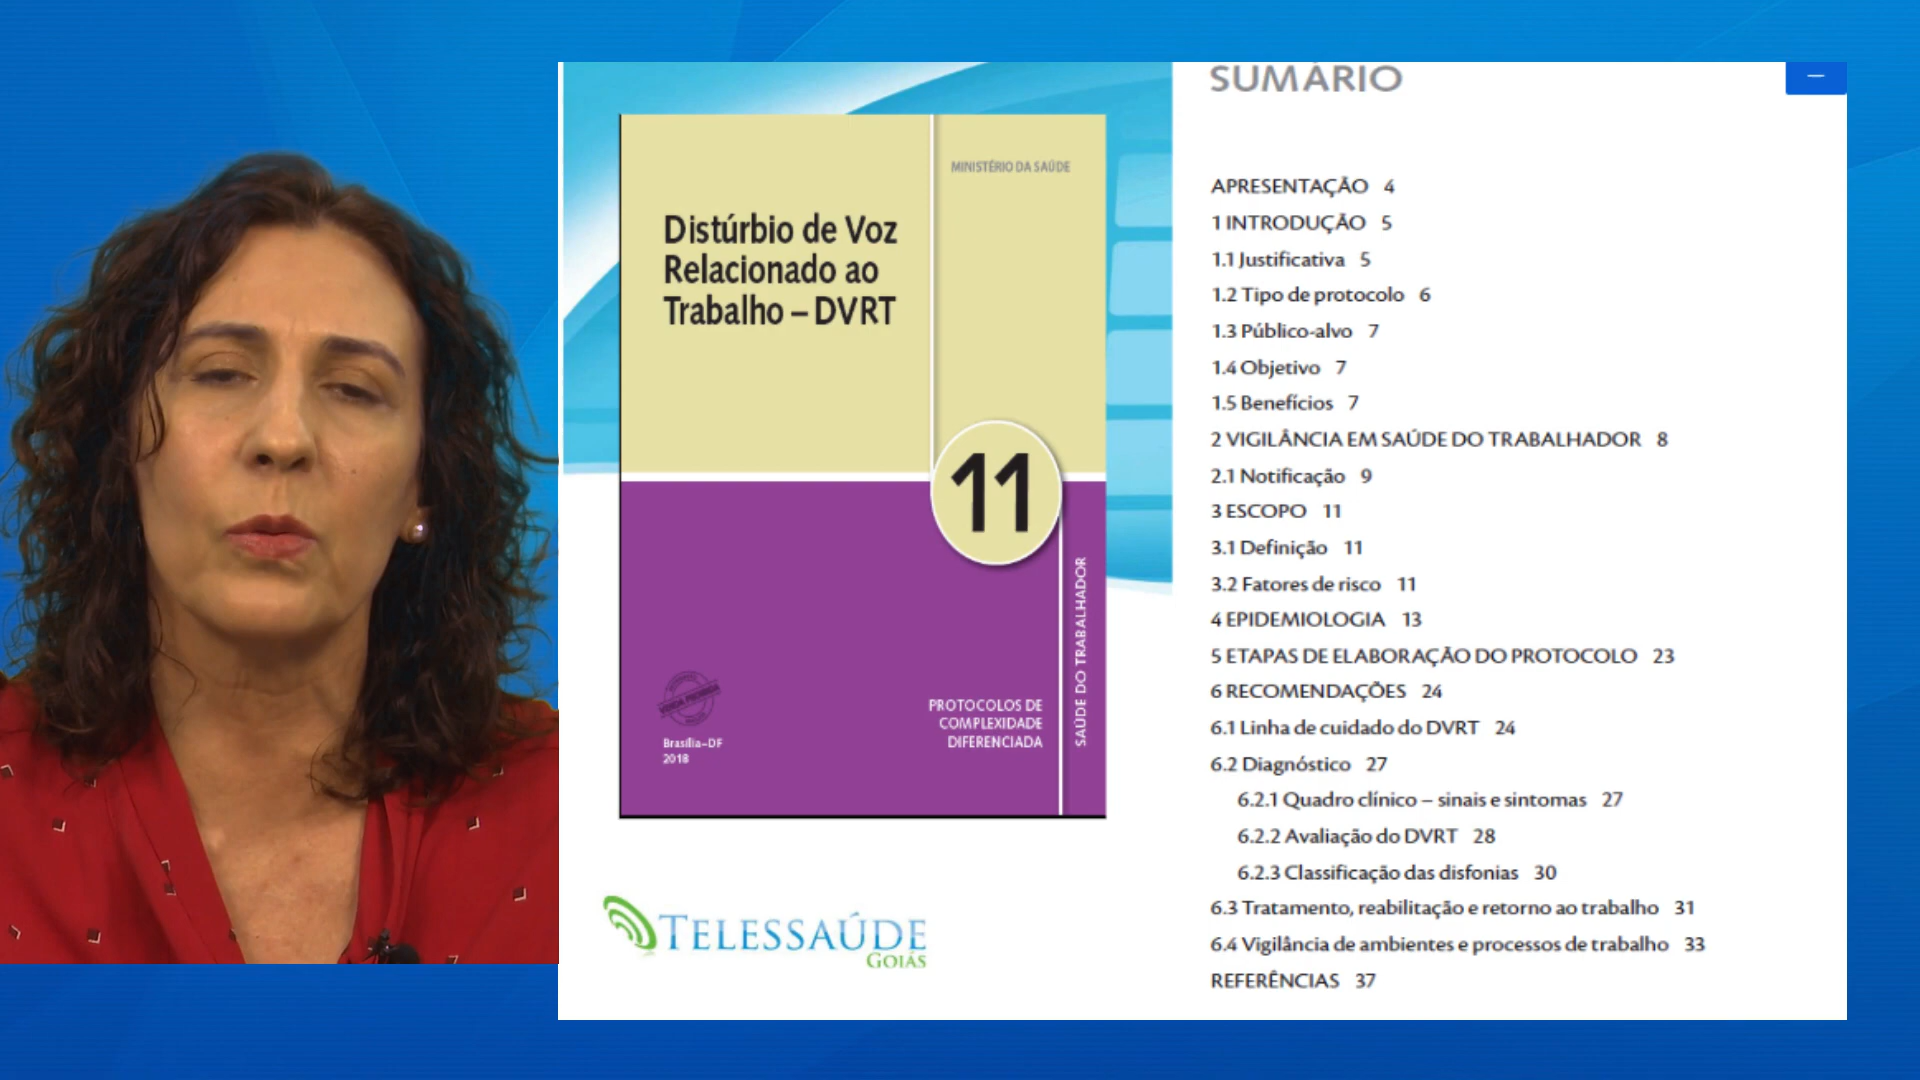 MINISTÉRIO DA SAÚDE
Distúrbio de Voz
Relacionado ao
Trabalho – DVRT
11
SAÚDE DO TRABALHADOR
PROTOCOLOS DE
COMPLEXIDADE
DIFERENCIADA
VENDA PROIBIDA
Brasília–DF
2018
TELESSAÚDE
GOIÁS
SUMÁRIO
APRESENTAÇÃO 4
1 INTRODUÇÃO 5
1.1 Justificativa 5
1.2 Tipo de protocolo 6
1.3 Público-alvo 7
1.4 Objetivo 7
1.5 Benefícios 7
2 VIGILÂNCIA EM SAÚDE DO TRABALHADOR 8
2.1 Notificação 9
3 ESCOPO 11
3.1 Definição 11
3.2 Fatores de risco 11
4 EPIDEMIOLOGIA 13
5 ETAPAS DE ELABORAÇÃO DO PROTOCOLO 23
6 RECOMENDAÇÕES 24
6.1 Linha de cuidado do DVRT 24
6.2 Diagnóstico 27
6.2.1 Quadro clínico – sinais e sintomas 27
6.2.2 Avaliação do DVRT 28
6.2.3 Classificação das disfonias 30
6.3 Tratamento, reabilitação e retorno ao trabalho 31
6.4 Vigilância de ambientes e processos de trabalho 33
REFERÊNCIAS 37